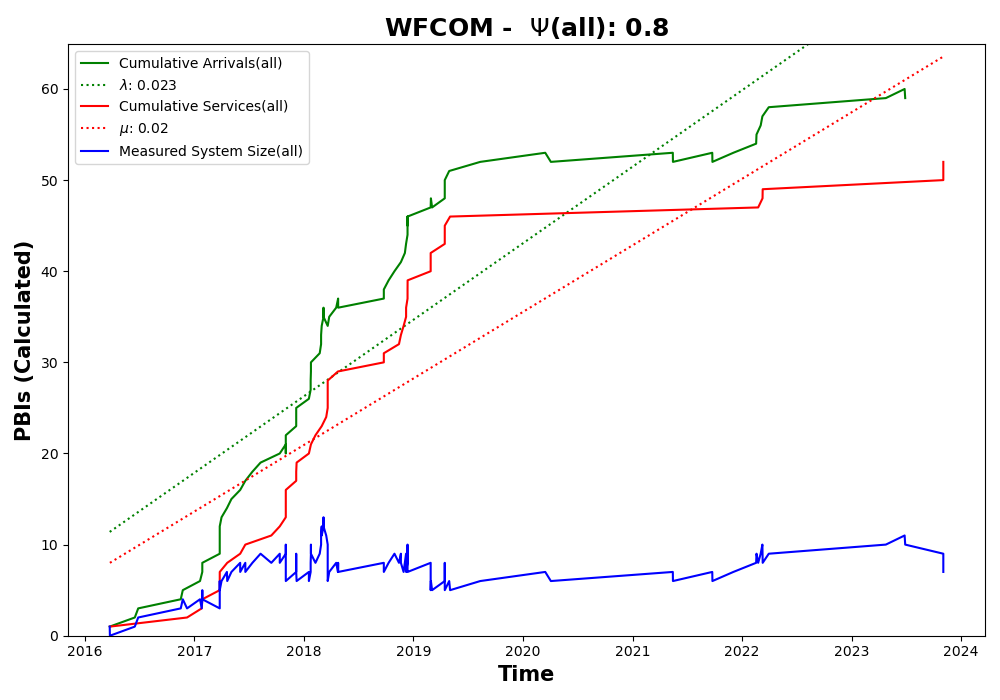 WFCOM - Ψ(all): 0.8
Cumulative Arrivals(all)
λ: 0.023
Cumulative Services(all)
μ: 0.02
Measured System Size(all)
PBIs (Calculated)
60
50
40
30
20
10
0
2016 2017 2018 2019 2020 2021 2022 2023 2024
Time